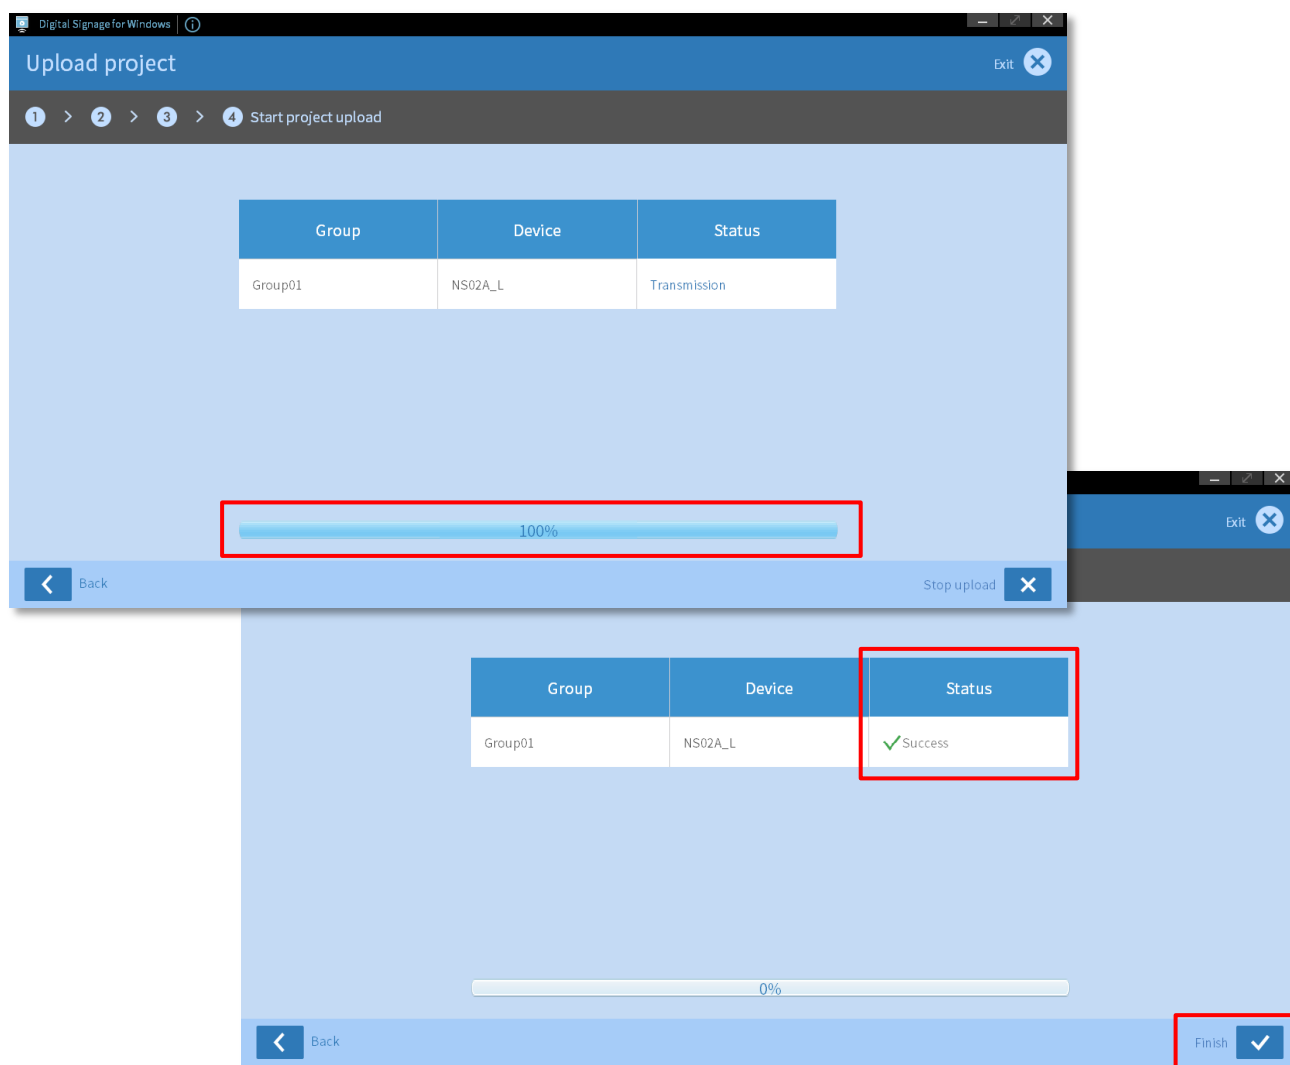 Digital Signage for Windows
Upload project
Exit
1 > 2 > 3 > 4 Start project upload
Group Device Status
Group01 NS02A_L Transmission
100%
Back Stop upload
Exit
Group Device Status
Group01 NS02A_L Success
0%
Back Finish